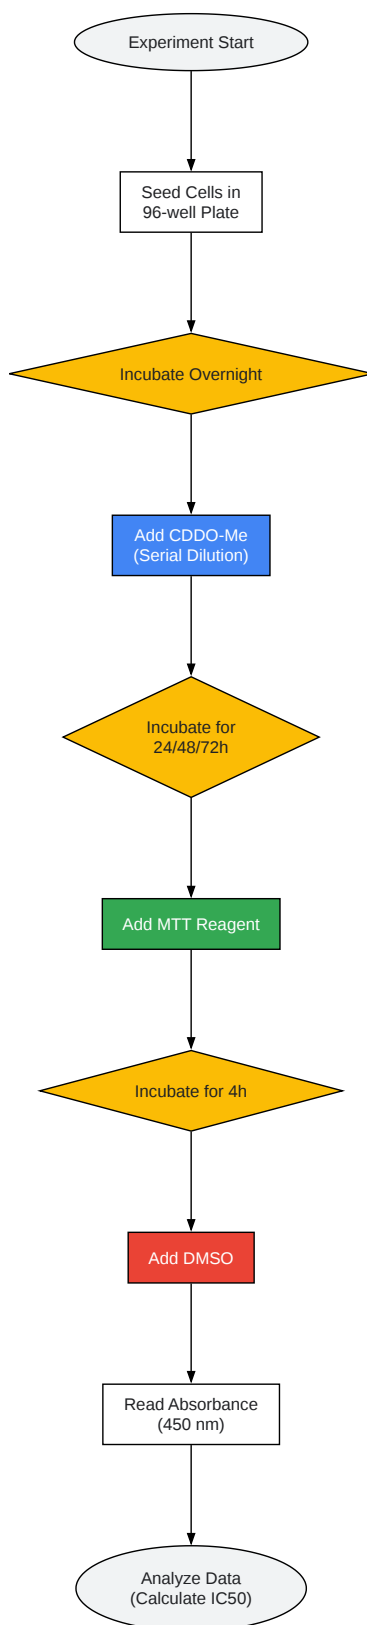 Experiment Start
Seed Cells in
96-well Plate
Incubate Overnight
Add CDDO-Me
(Serial Dilution)
Incubate for
24/48/72h
Add MTT Reagent
Incubate for 4h
Add DMSO
Read Absorbance
(450 nm)
Analyze Data
(Calculate IC50)